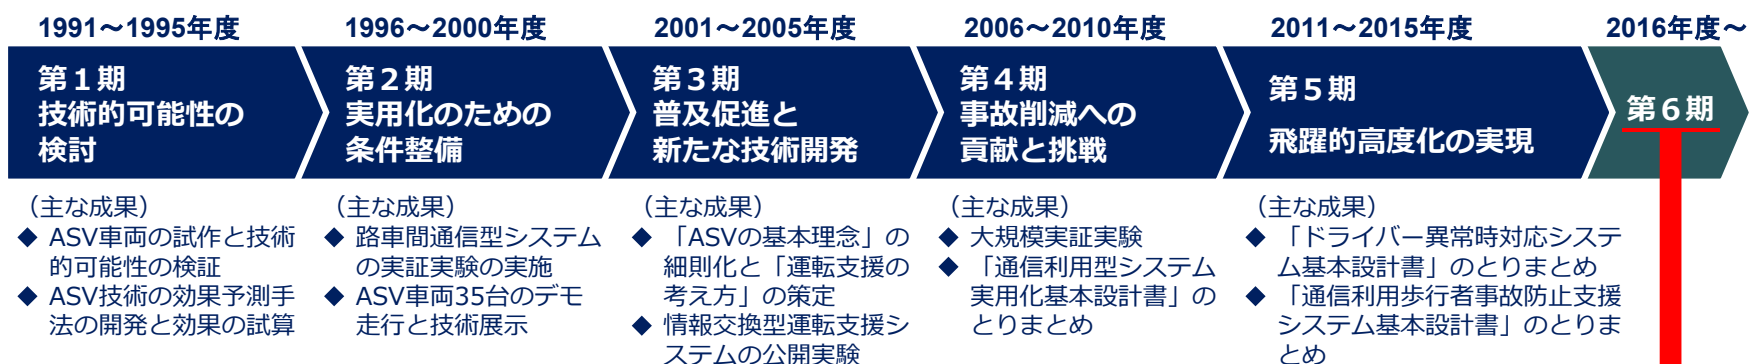 1991～1995年度
第１期
技術的可能性の
検討
（主な成果）
◆ ASV車両の試作と技術
的可能性の検証
◆ ASV技術の効果予測手
法の開発と効果の試算
1996～2000年度
第２期
実用化のための
条件整備
（主な成果）
◆ 路車間通信型システム
の実証実験の実施
◆ ASV車両35台のデモ
走行と技術展示
2001～2005年度
第３期
普及促進と
新たな技術開発
（主な成果）
◆ 「ASVの基本理念」の
細則化と「運転支援の
考え方」の策定
◆ 情報交換型運転支援シ
ステムの公開実験
2006～2010年度
第４期
事故削減への
貢献と挑戦
（主な成果）
◆ 大規模実証実験
◆ 「通信利用型システム
実用化基本設計書」の
とりまとめ
2011～2015年度
第５期
飛躍的高度化の実現
（主な成果）
◆ 「ドライバー異常時対応システ
ム基本設計書」のとりまとめ
◆ 「通信利用歩行者事故防止支援
システム基本設計書」のとりま
とめ
2016年度～
第６期